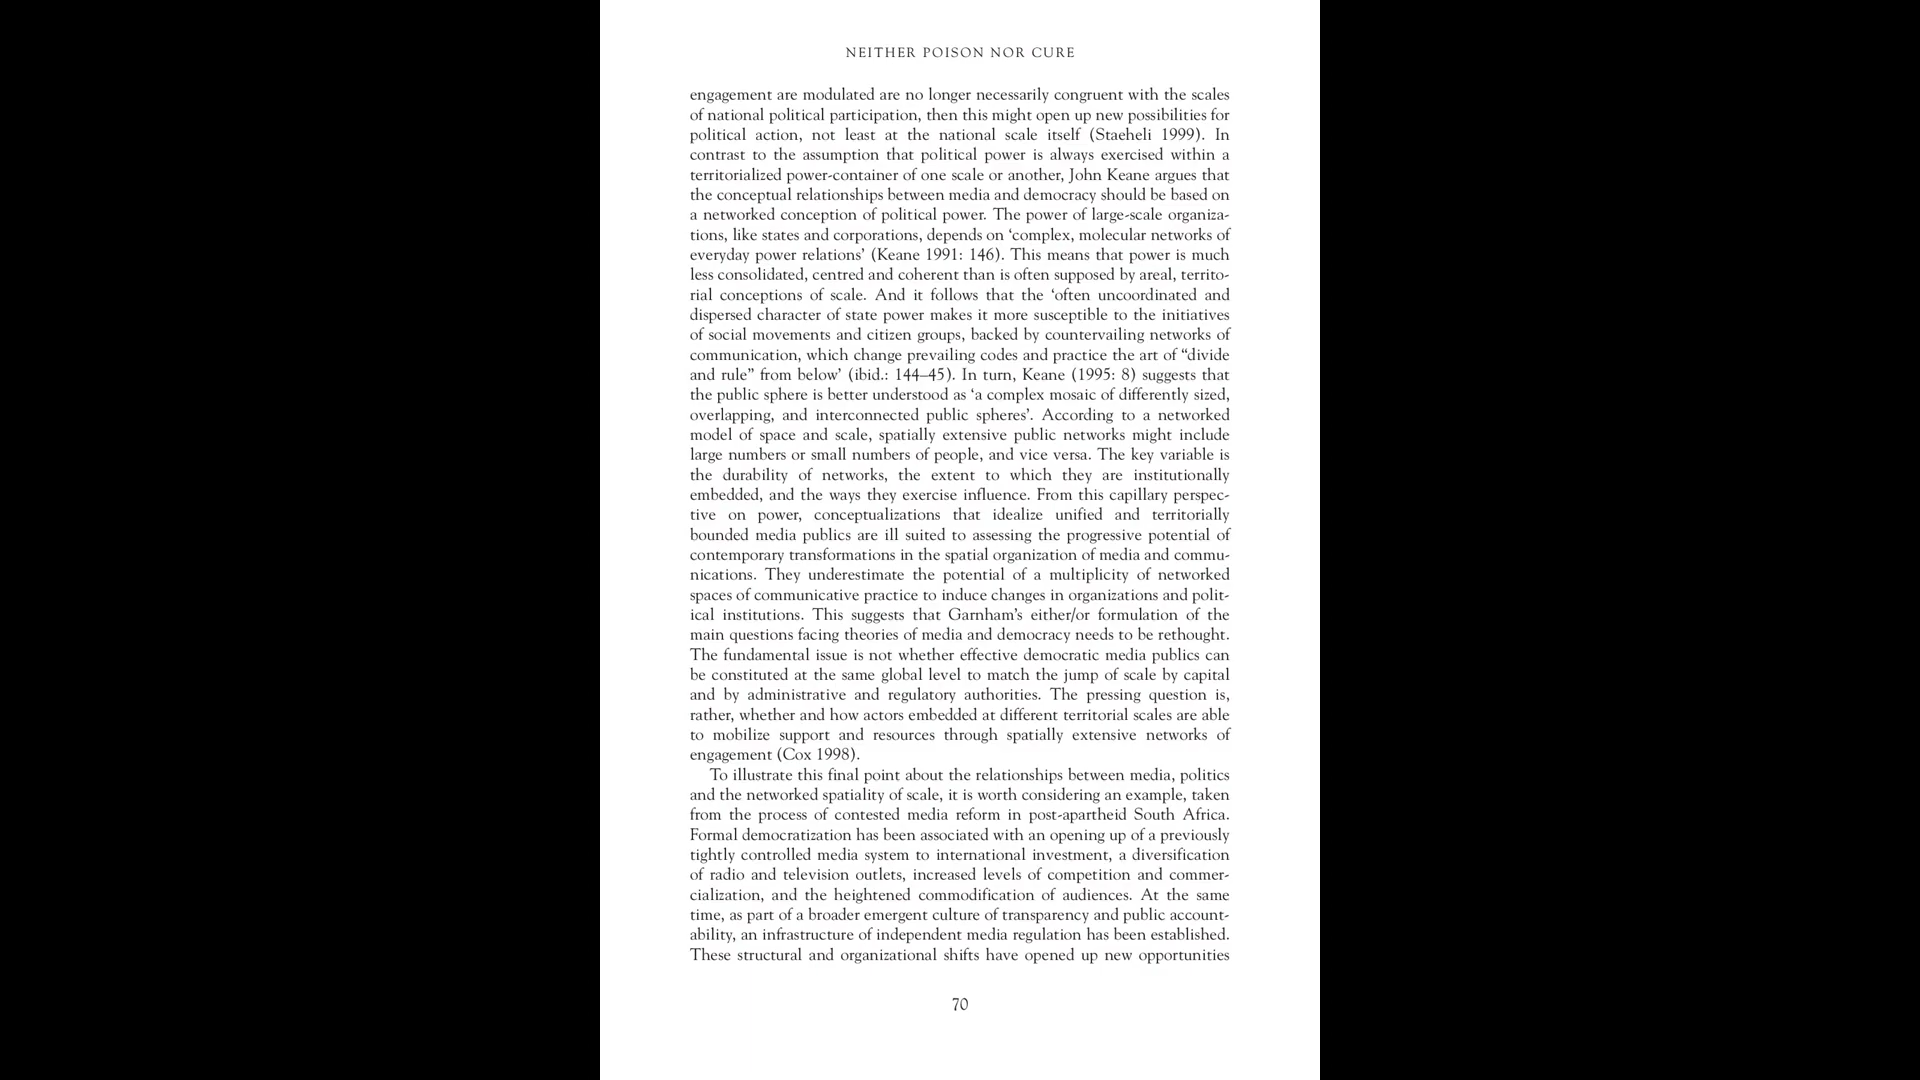 NEITHER POISON NOR CURE
engagement are modulated are no longer necessarily congruent with the scales
of national political participation, then this might open up new possibilities for
political action, not least at the national scale itself (Staeheli 1999). In
contrast to the assumption that political power is always exercised within a
territorialized power-container of one scale or another, John Keane argues that
the conceptual relationships between media and democracy should be based on
a networked conception of political power. The power of large-scale organiza-
tions, like states and corporations, depends on ‘complex, molecular networks of
everyday power relations’ (Keane 1991: 146). This means that power is much
less consolidated, centred and coherent than is often supposed by areal, territo-
rial conceptions of scale. And it follows that the ‘often uncoordinated and
dispersed character of state power makes it more susceptible to the initiatives
of social movements and citizen groups, backed by countervailing networks of
communication, which change prevailing codes and practice the art of “divide
and rule” from below’ (ibid.: 144–45). In turn, Keane (1995: 8) suggests that
the public sphere is better understood as ‘a complex mosaic of differently sized,
overlapping, and interconnected public spheres’. According to a networked
model of space and scale, spatially extensive public networks might include
large numbers or small numbers of people, and vice versa. The key variable is
the durability of networks, the extent to which they are institutionally
embedded, and the ways they exercise influence. From this capillary perspec-
tive on power, conceptualizations that idealize unified and territorially
bounded media publics are ill suited to assessing the progressive potential of
contemporary transformations in the spatial organization of media and commu-
nications. They underestimate the potential of a multiplicity of networked
spaces of communicative practice to induce changes in organizations and polit-
ical institutions. This suggests that Garnham’s either/or formulation of the
main questions facing theories of media and democracy needs to be rethought.
The fundamental issue is not whether effective democratic media publics can
be constituted at the same global level to match the jump of scale by capital
and by administrative and regulatory authorities. The pressing question is,
rather, whether and how actors embedded at different territorial scales are able
to mobilize support and resources through spatially extensive networks of
engagement (Cox 1998).
To illustrate this final point about the relationships between media, politics
and the networked spatiality of scale, it is worth considering an example, taken
from the process of contested media reform in post-apartheid South Africa.
Formal democratization has been associated with an opening up of a previously
tightly controlled media system to international investment, a diversification
of radio and television outlets, increased levels of competition and commer-
cialization, and the heightened commodification of audiences. At the same
time, as part of a broader emergent culture of transparency and public account-
ability, an infrastructure of independent media regulation has been established.
These structural and organizational shifts have opened up new opportunities
70